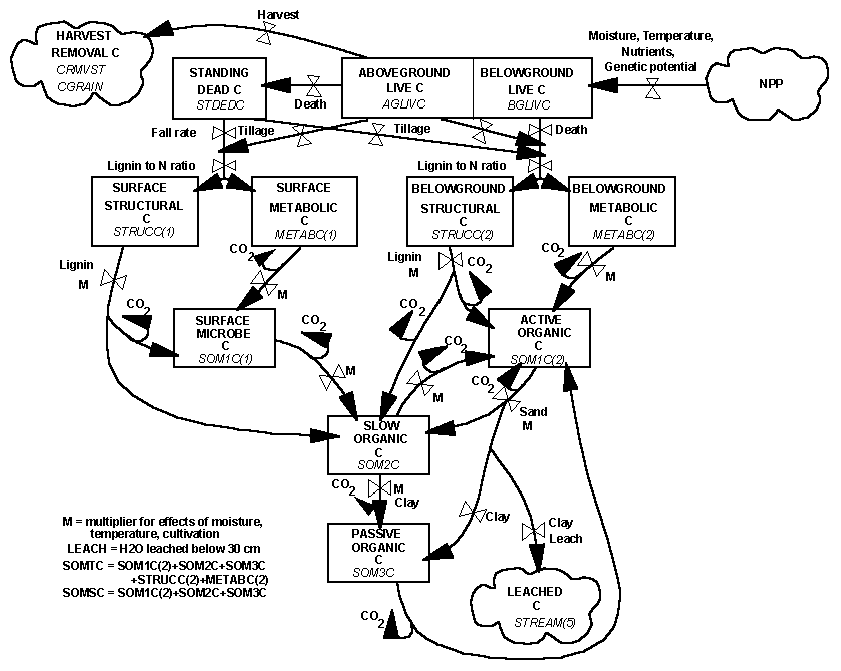 Harvest
HARVEST
REMOVAL C
CRMVST
CGRAIN
Moisture, Temperature,
Nutrients,
Genetic potential
NPP
STANDING
DEAD C
STDEDC
Death
ABOVEGROUND
LIVE C
AGLIVC
BELOWGROUND
LIVE C
BGLIVC
Fall rate
Tillage
Tillage
Death
Lignin to N ratio
Lignin to N ratio
SURFACE
STRUCTURAL
C
STRUCC(1)
SURFACE
METABOLIC
C
METABC(1)
BELOWGROUND
STRUCTURAL
C
STRUCC(2)
BELOWGROUND
METABOLIC
C
METABC(2)
Lignin
M
CO2
M
Lignin
M
CO2
CO2
M
CO2
SURFACE
MICROBE
C
SOM1C(1)
CO2
CO2
ACTIVE
ORGANIC
C
SOM1C(2)
CO2
M
M
CO2
Sand
M
SLOW
ORGANIC
C
SOM2C
CO2
M
Clay
Clay
Clay
Leach
PASSIVE
ORGANIC
C
SOM3C
M = multiplier for effects of moisture,
temperature, cultivation
LEACH = H2O leached below 30 cm
SOMTC = SOM1C(2)+SOM2C+SOM3C
+STRUCC(2)+METABC(2)
SOMSC = SOM1C(2)+SOM2C+SOM3C
LEACHED
C
STREAM(5)
CO2